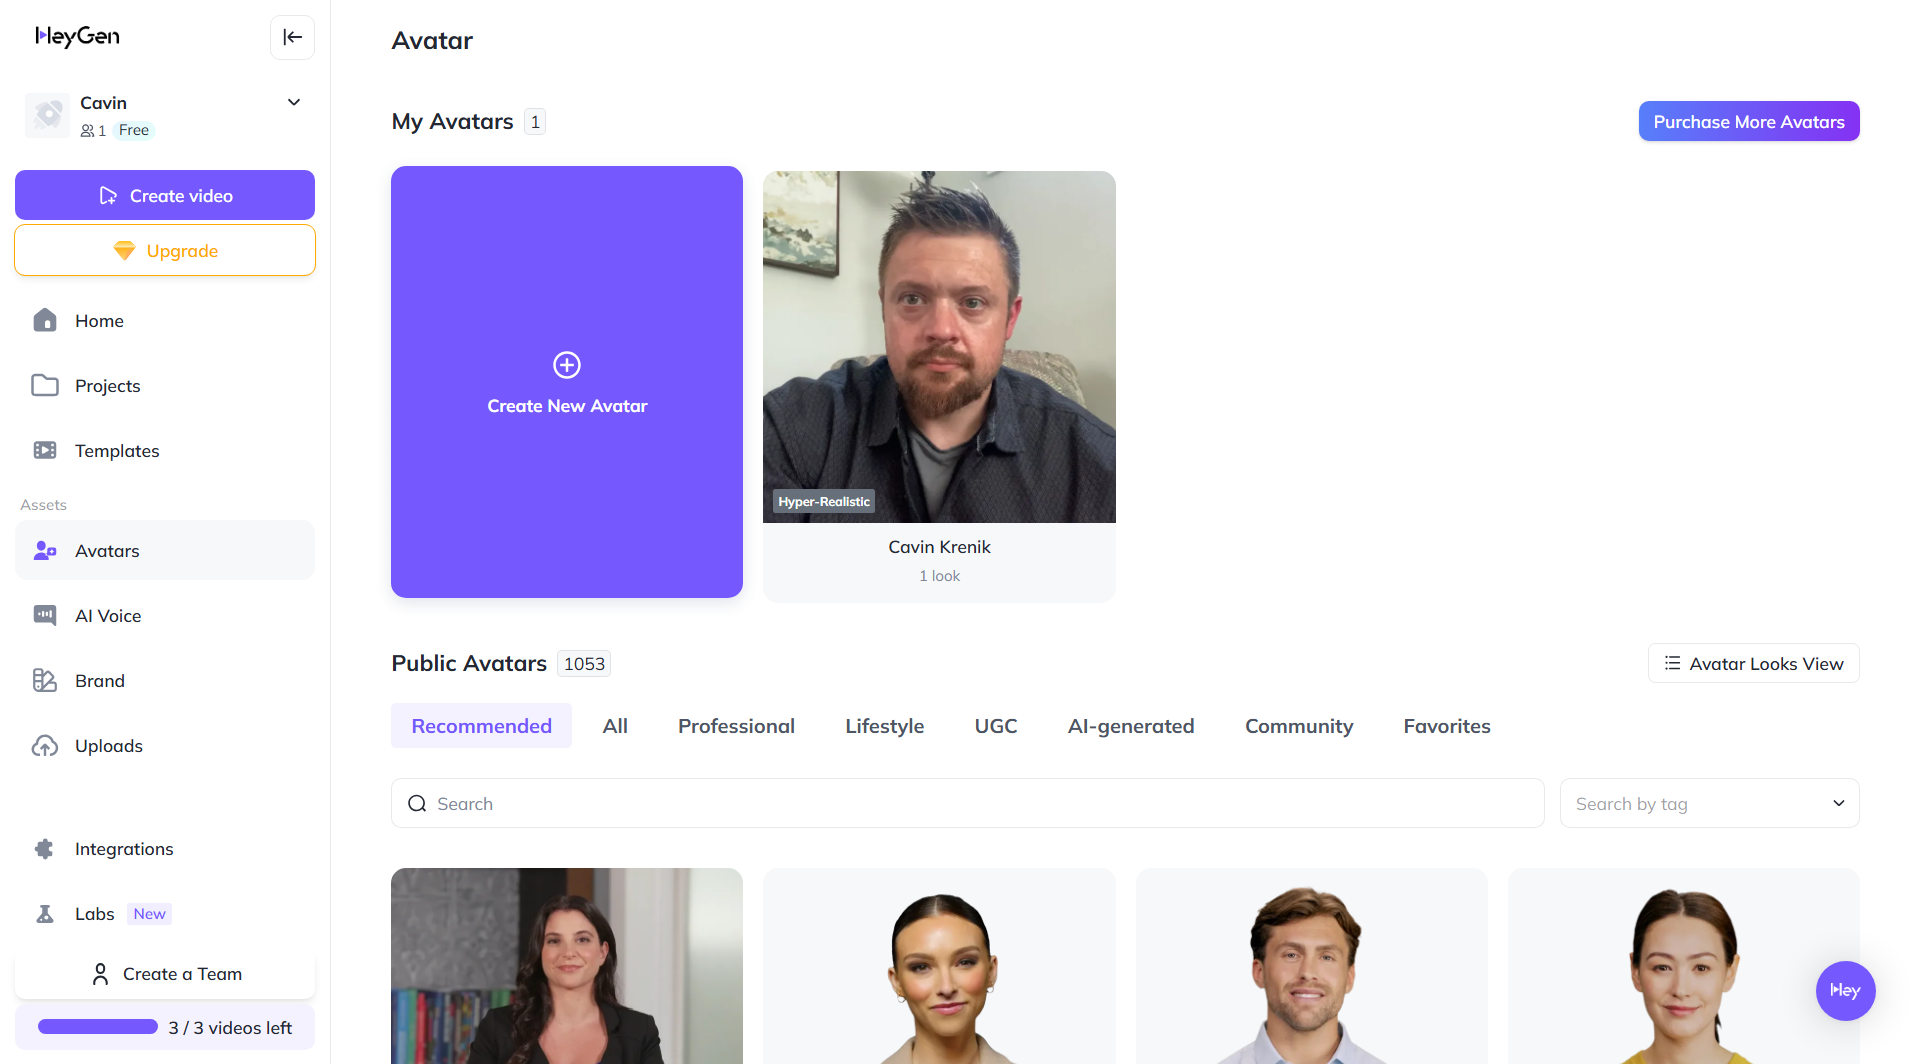 HeyGen
Cavin
1 Free
Create video
Upgrade
Home
Projects
Templates
Assets
Avatars
AI Voice
Brand
Uploads
Integrations
Labs New
Create a Team
3 / 3 videos left
Avatar
My Avatars 1
Purchase More Avatars
Create New Avatar
Hyper-Realistic
Cavin Krenik
1 look
Public Avatars 1053
Avatar Looks View
Recommended All Professional Lifestyle UGC AI-generated Community Favorites
Search
Search by tag
Hey